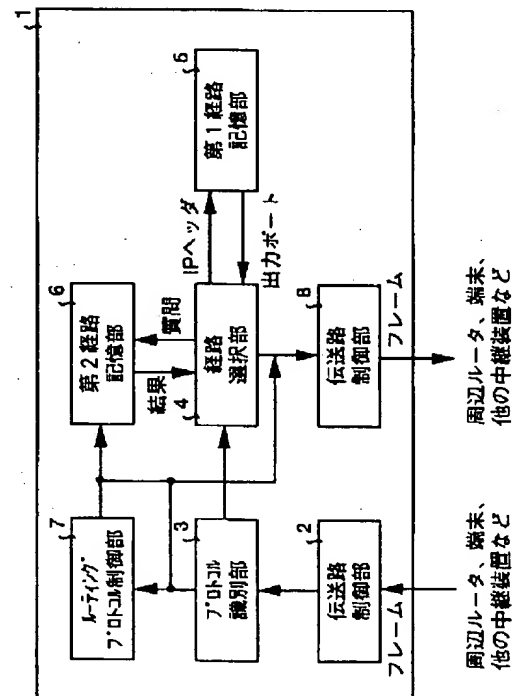 1
7
ルーティング
プロトコル制御部
6
第2経路
記憶部
3
プロトコル
識別部
結果
質問
4
経路
選択部
IPヘッダ
出力ポート
5
第1経路
記憶部
2
伝送路
制御部
8
伝送路
制御部
フレーム
フレーム
周辺ルータ、端末、
他の中継装置など
周辺ルータ、端末、
他の中継装置など